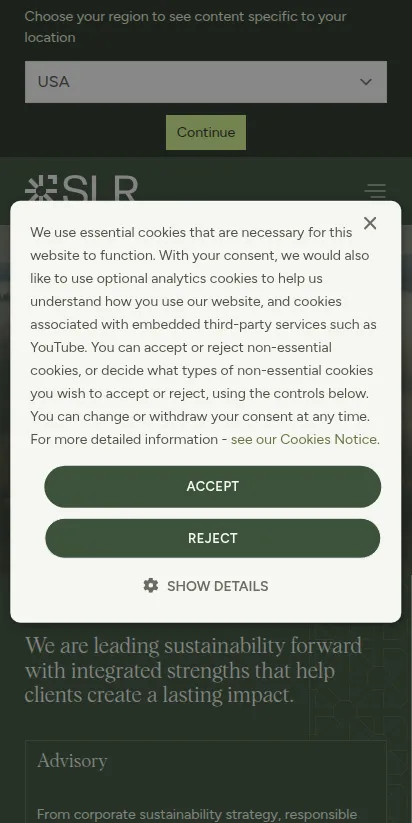 Choose your region to see content specific to your
location
USA
Continue
SLR
We use essential cookies that are necessary for this
website to function. With your consent, we would also
like to use optional analytics cookies to help us
understand how you use our website, and cookies
associated with embedded third-party services such as
YouTube. You can accept or reject non-essential
cookies, or decide what types of non-essential cookies
you wish to accept or reject, using the controls below.
You can change or withdraw your consent at any time.
For more detailed information - see our Cookies Notice.
ACCEPT
REJECT
SHOW DETAILS
We are leading sustainability forward
with integrated strengths that help
clients create a lasting impact.
Advisory
From corporate sustainability strategy, responsible